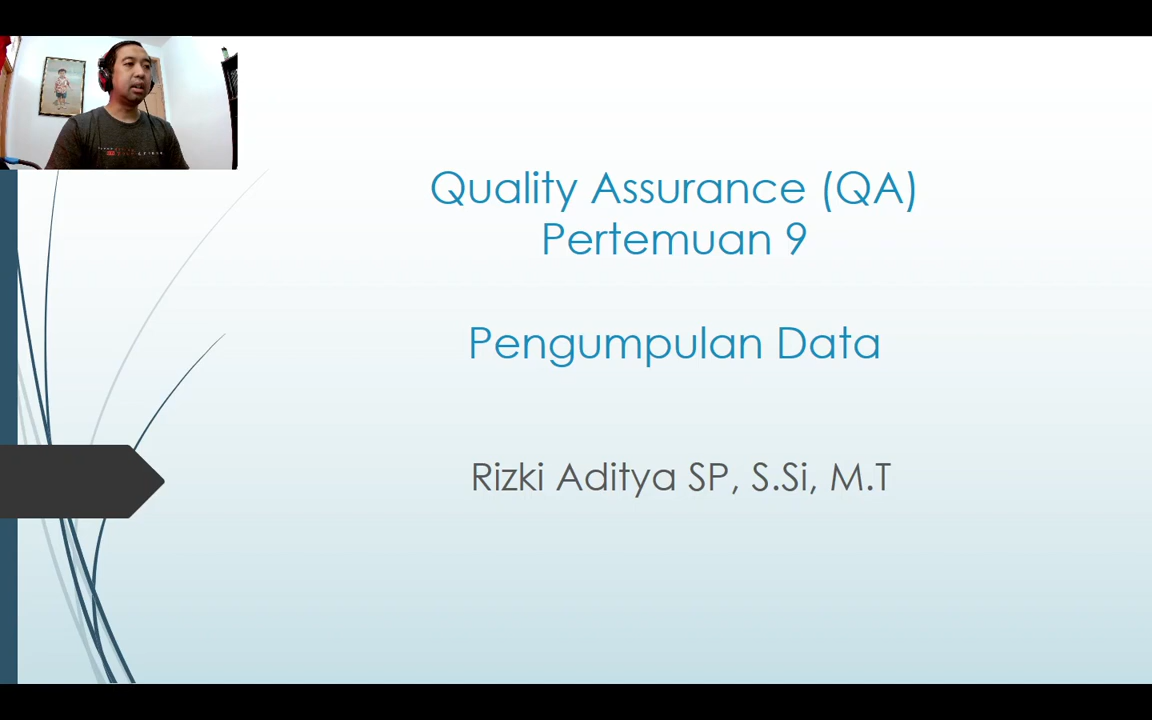 Quality Assurance (QA)
Pertemuan 9
Pengumpulan Data
Rizki Aditya SP, S.Si, M.T